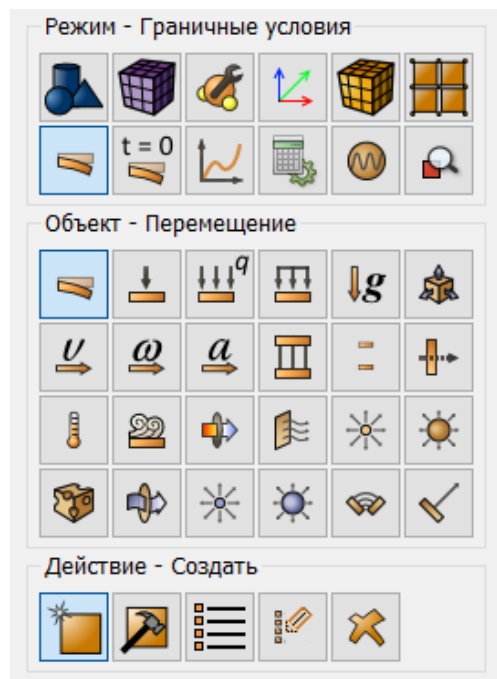 Режим - Граничные условия
t = 0
Объект - Перемещение
q
g
υ
ω
a
Действие - Создать